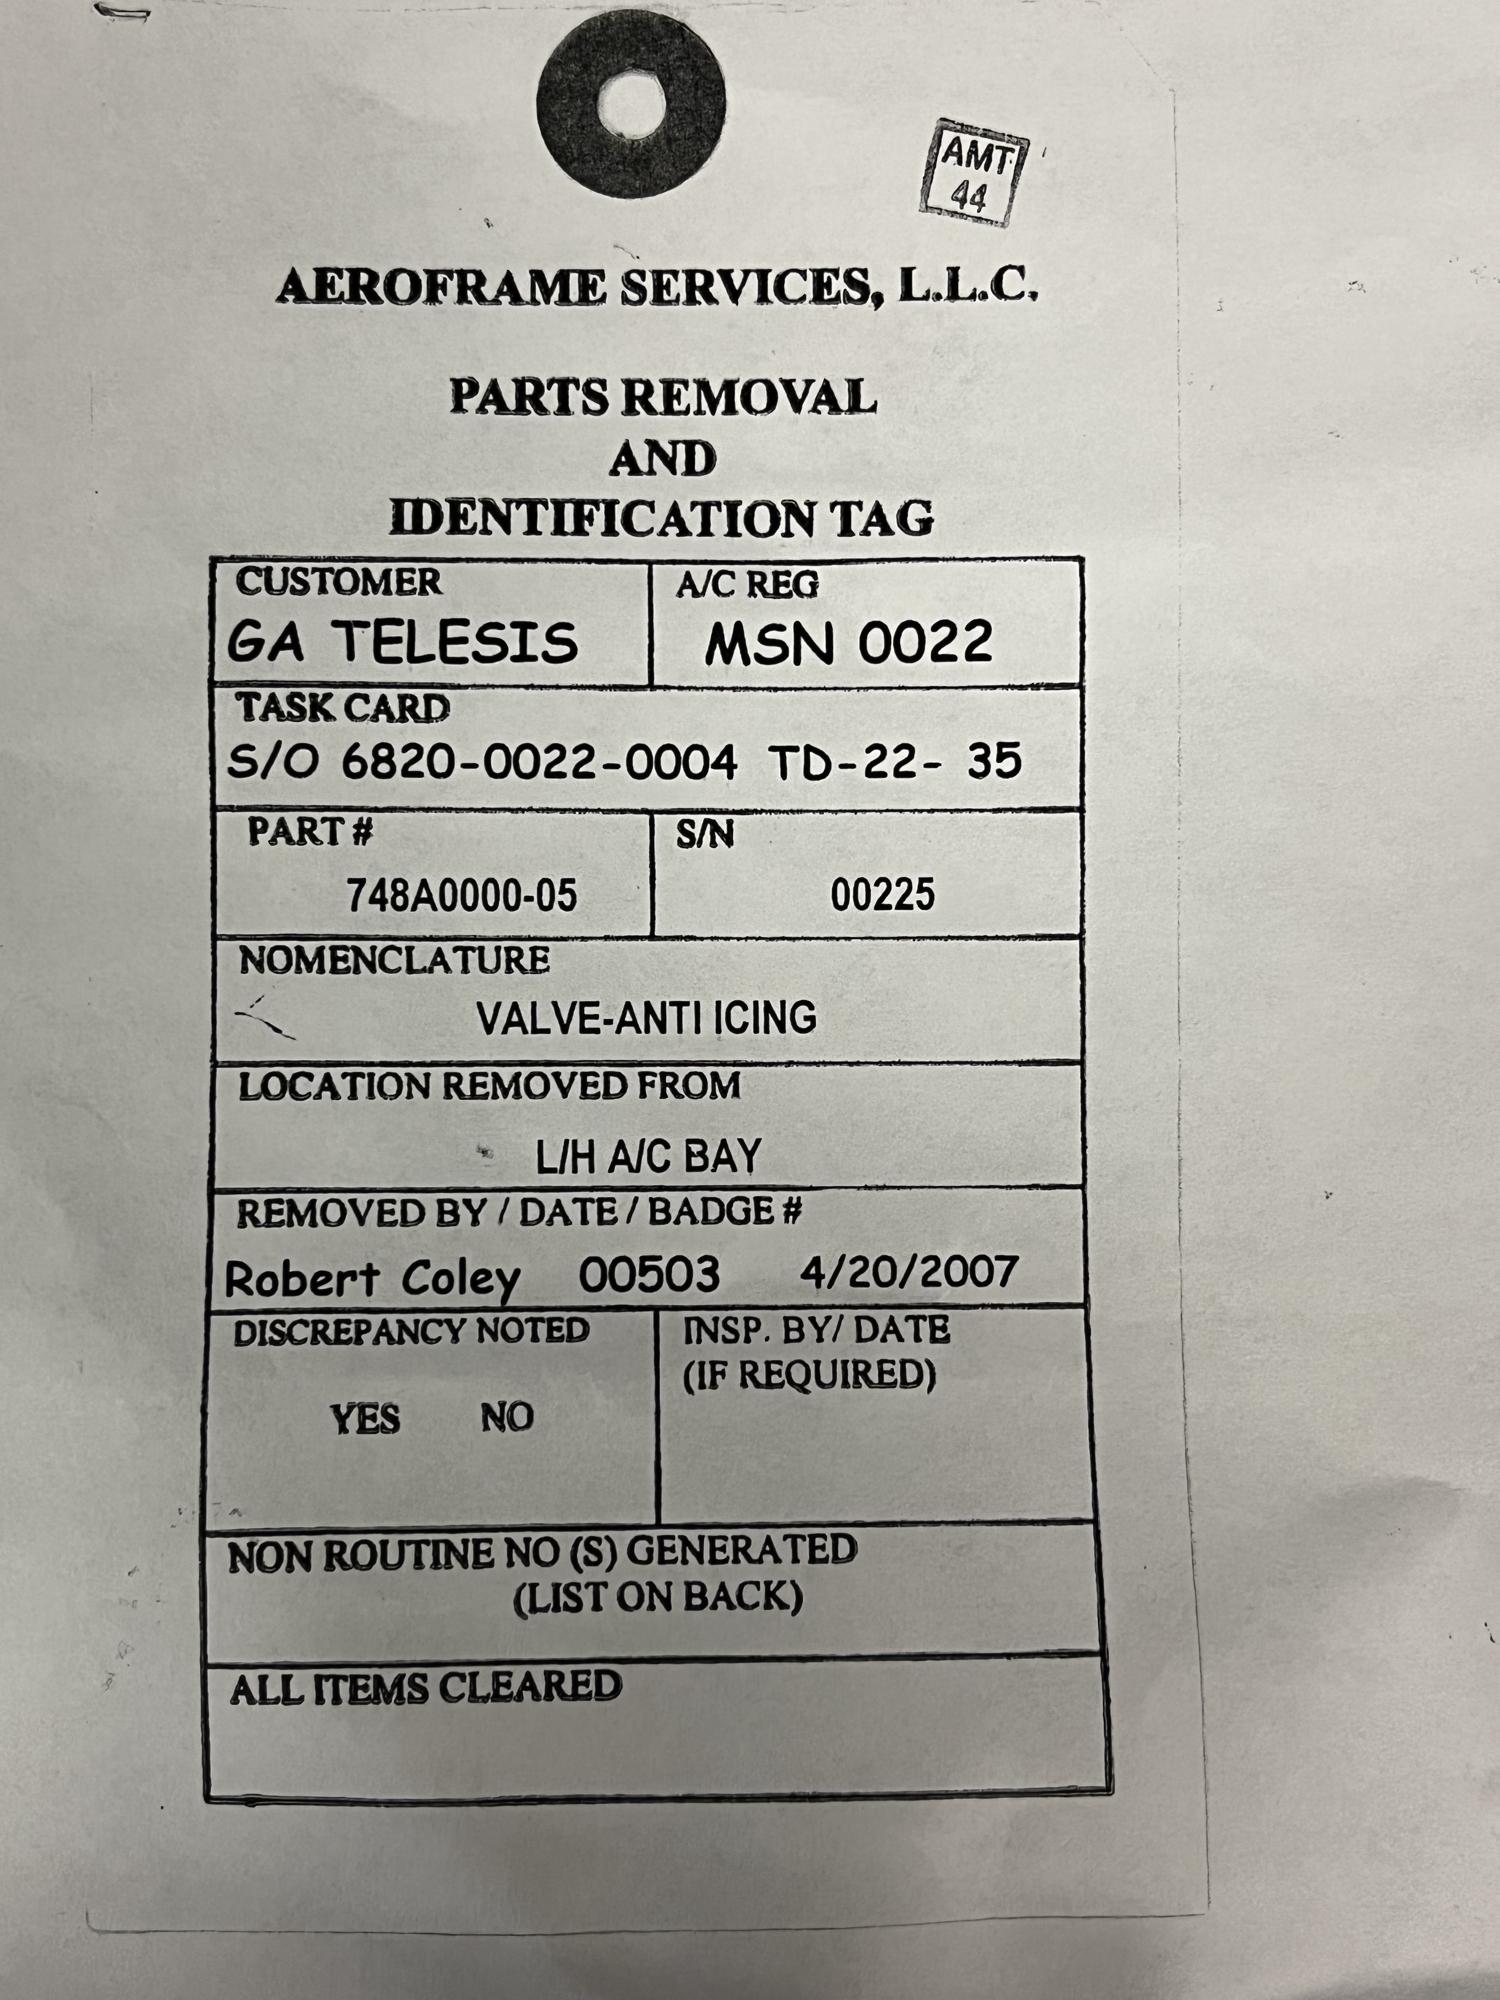 AMT
44
AEROFRAME SERVICES, L.L.C.
PARTS REMOVAL
AND
IDENTIFICATION TAG
CUSTOMER
GA TELESIS
A/C REG
MSN 0022
TASK CARD
S/O 6820-0022-0004 TD-22- 35
PART #
748A0000-05
S/N
00225
NOMENCLATURE
VALVE-ANTI ICING
LOCATION REMOVED FROM
L/H A/C BAY
REMOVED BY / DATE / BADGE #
Robert Coley 00503 4/20/2007
DISCREPANCY NOTED
YES NO
INSP. BY/ DATE
(IF REQUIRED)
NON ROUTINE NO (S) GENERATED
(LIST ON BACK)
ALL ITEMS CLEARED